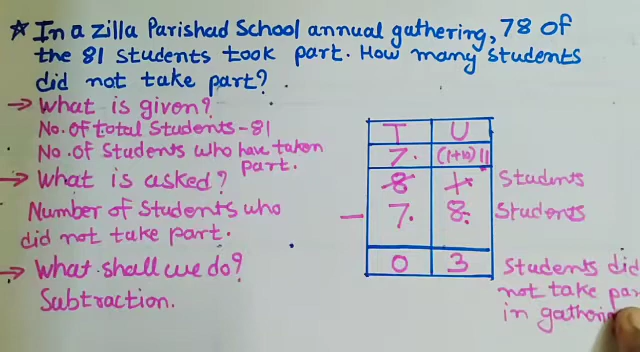 ☆ In a zilla Parishad School annual gathering, 78 of
the 81 students took part. How many students
did not take part?
→ What is given?
No. of total Students - 81
No. of Students who have taken
part.
→ What is asked?
Number of students who
did not take part.
→ What shall we do?
Subtraction.
T U
7. (1+10) 11
8 1 Students
- 7. 8. Students
0 3 Students did
not take
in